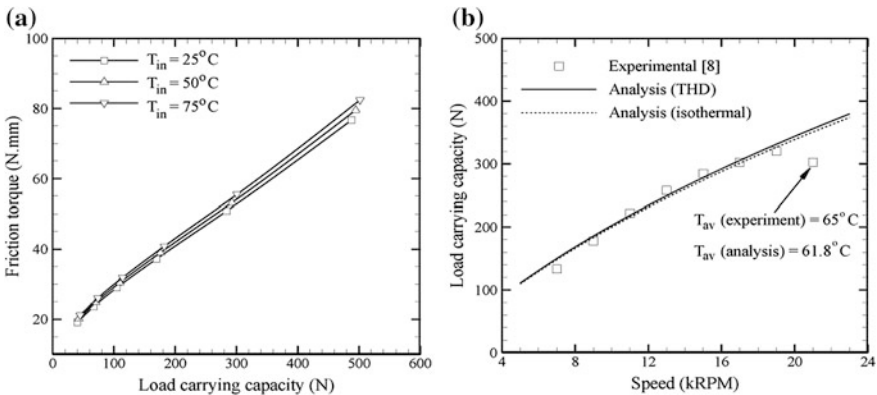 (a)
100
80
60
40
20
0
100
200
300
400
500
600
Friction torque (N.mm)
Load carrying capacity (N)
T_in = 25°C
T_in = 50°C
T_in = 75°C
(b)
500
400
300
200
100
0
4
8
12
16
20
24
Load carrying capacity (N)
Speed (kRPM)
Experimental [8]
Analysis (THD)
Analysis (isothermal)
T_av (experiment) = 65°C
T_av (analysis) = 61.8°C